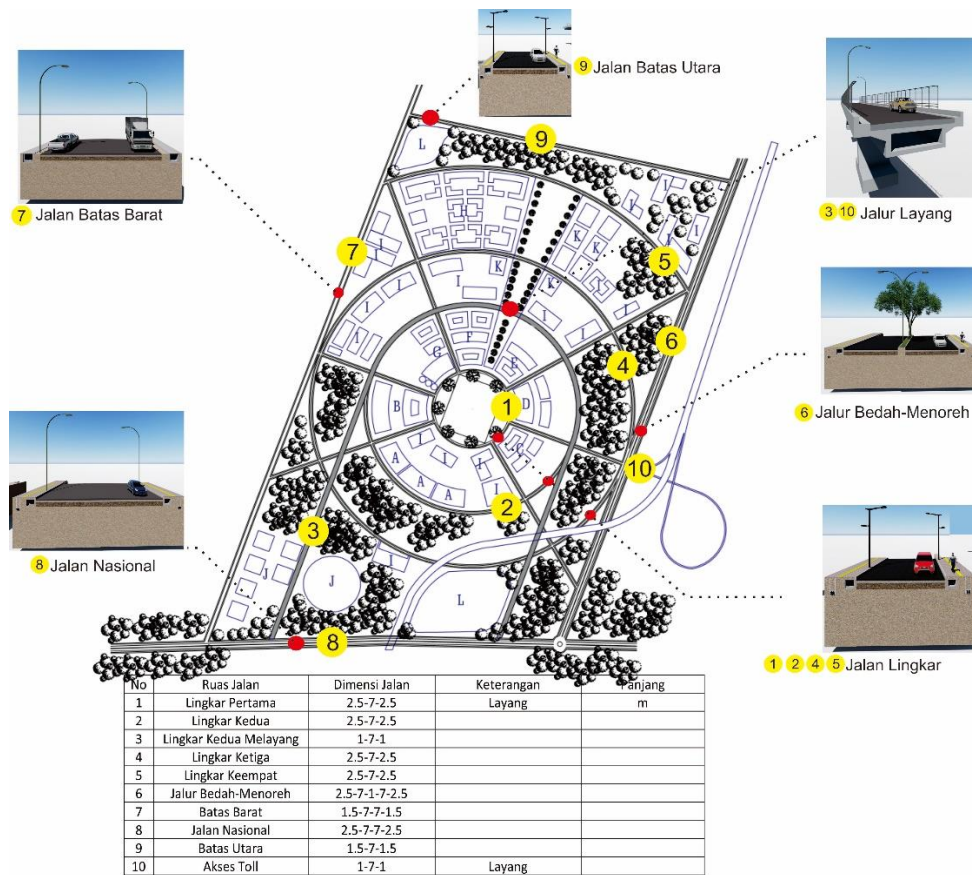 9 Jalan Batas Utara
7 Jalan Batas Barat
3 10 Jalur Layang
6 Jalur Bedah-Menoreh
8 Jalan Nasional
1 2 4 5 Jalan Lingkar
L
9
I
I
I
I
I
H
K
K
K
K
5
7
I
I
I
I
I
I
I
I
I
6
4
G
F
E
D
B
1
C
I
I
I
I
A
A
A
10
2
3
J
J
L
8
No Ruas Jalan Dimensi Jalan Keterangan Panjang
1 Lingkar Pertama 2.5-7-2.5 Layang m
2 Lingkar Kedua 2.5-7-2.5
3 Lingkar Kedua Melayang 1-7-1
4 Lingkar Ketiga 2.5-7-2.5
5 Lingkar Keempat 2.5-7-2.5
6 Jalur Bedah-Menoreh 2.5-7-1-7-2.5
7 Batas Barat 1.5-7-7-1.5
8 Jalan Nasional 2.5-7-7-2.5
9 Batas Utara 1.5-7-1.5
10 Akses Toll 1-7-1 Layang